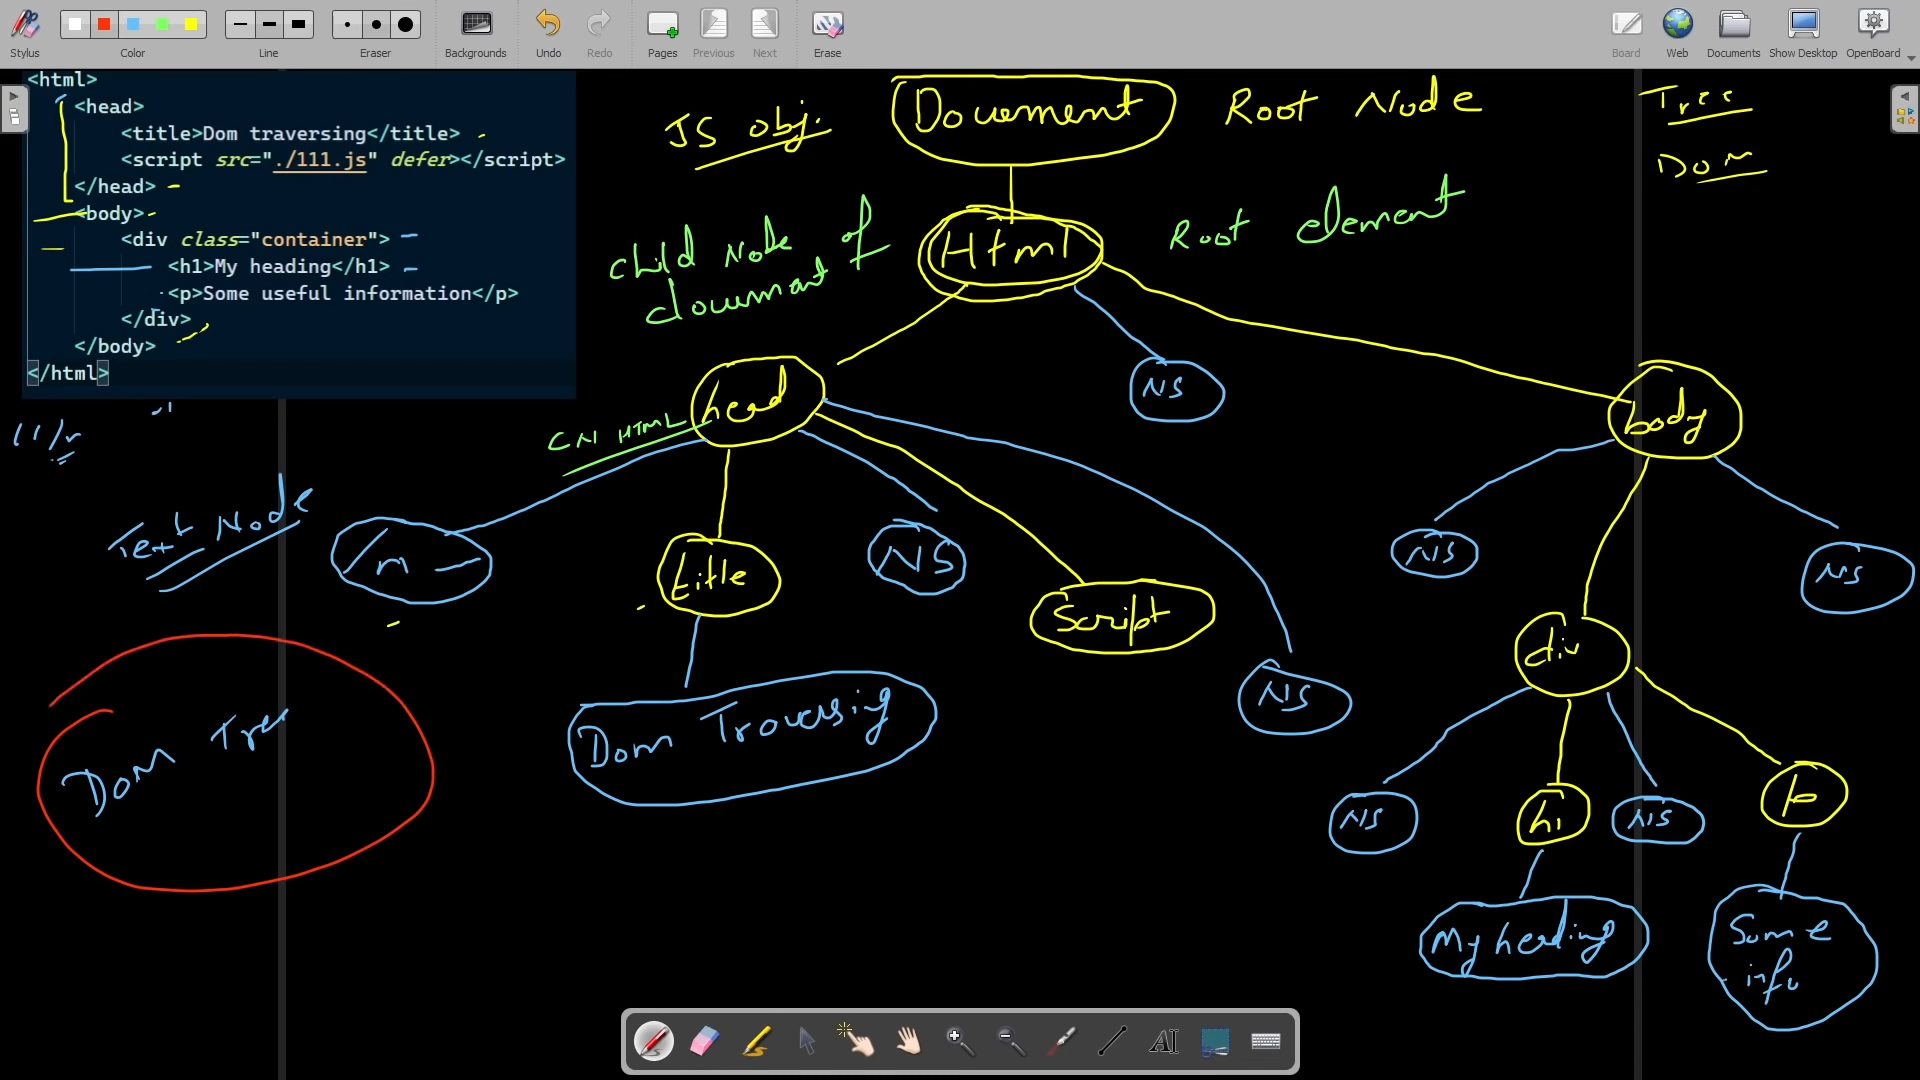 Stylus
Color
Line
Eraser
Backgrounds
Undo
Redo
Pages
Previous
Next
Erase
Board
Web
Documents
Show Desktop
OpenBoard
<html>
<head>
<title>Dom traversing</title>
<script src="./111.js" defer></script>
</head>
<body>
<div class="container">
<h1>My heading</h1>
<p>Some useful information</p>
</div>
</body>
</html>
JS obj.
Document
Root Node
Tree
Dom
child Node of
document
Html
Root element
head
CN HTML
NS
body
Text Node
/n
title
NS
Script
NS
NS
NS
Dom Traversing
div
Dom Tree
NS
h1
NS
p
My heading
Some
info